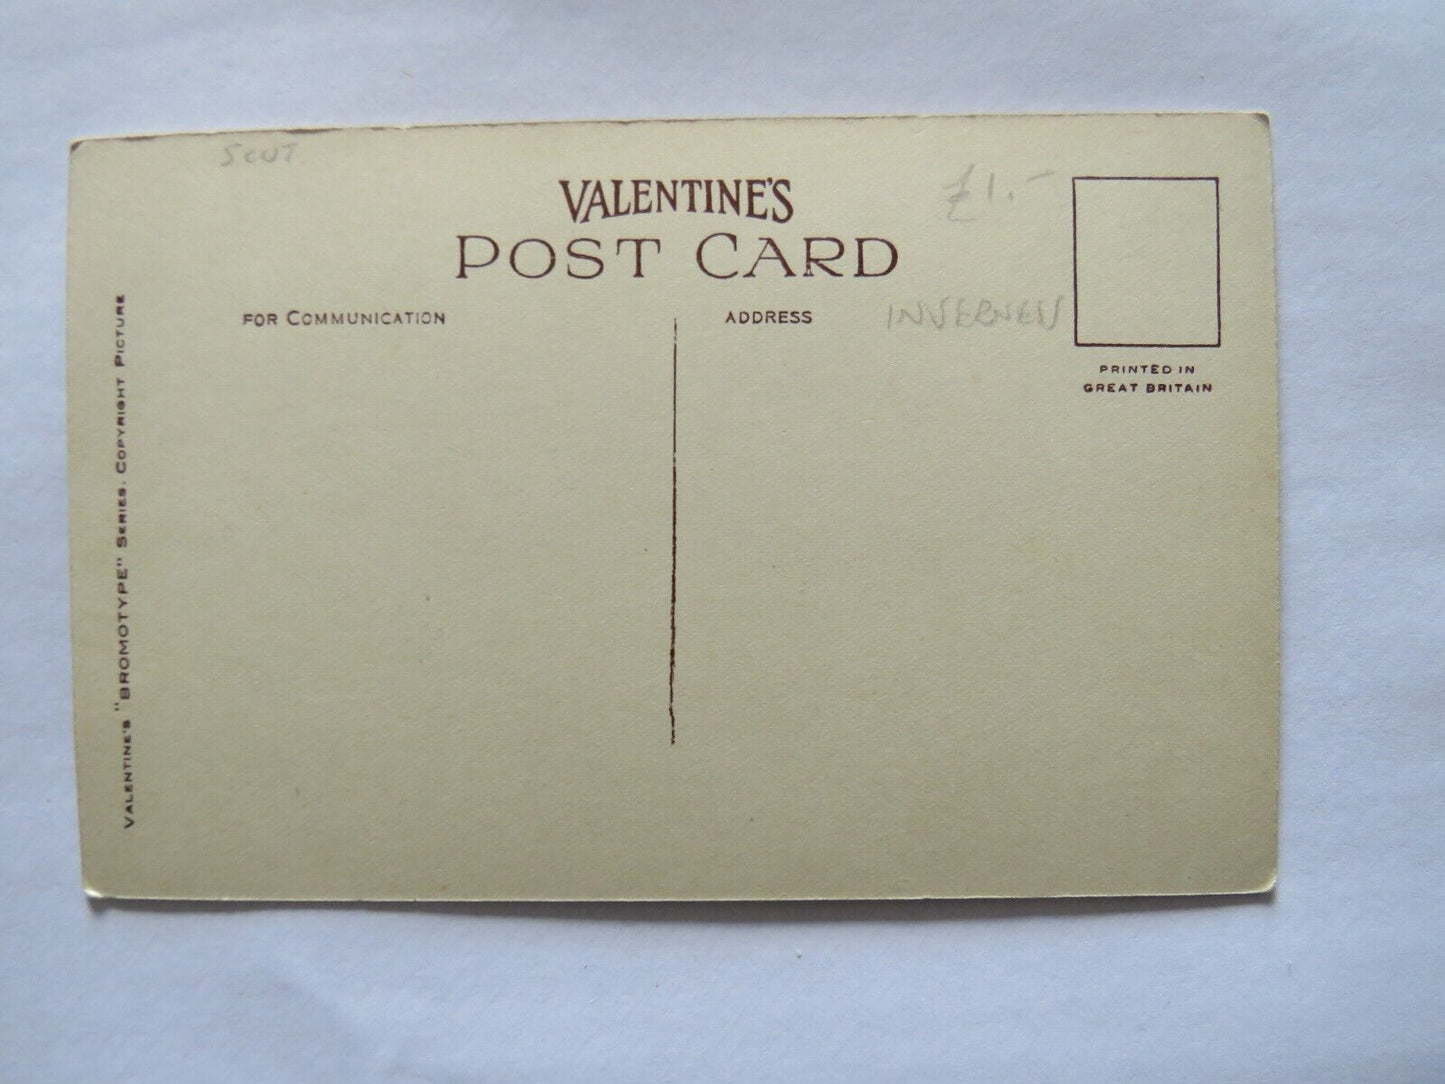 SCOT
VALENTINE'S
£1.-
POST CARD
FOR COMMUNICATION
ADDRESS
INVERNESS
PRINTED IN
GREAT BRITAIN
VALENTINE'S "BROMOTYPE" SERIES. COPYRIGHT PICTURE